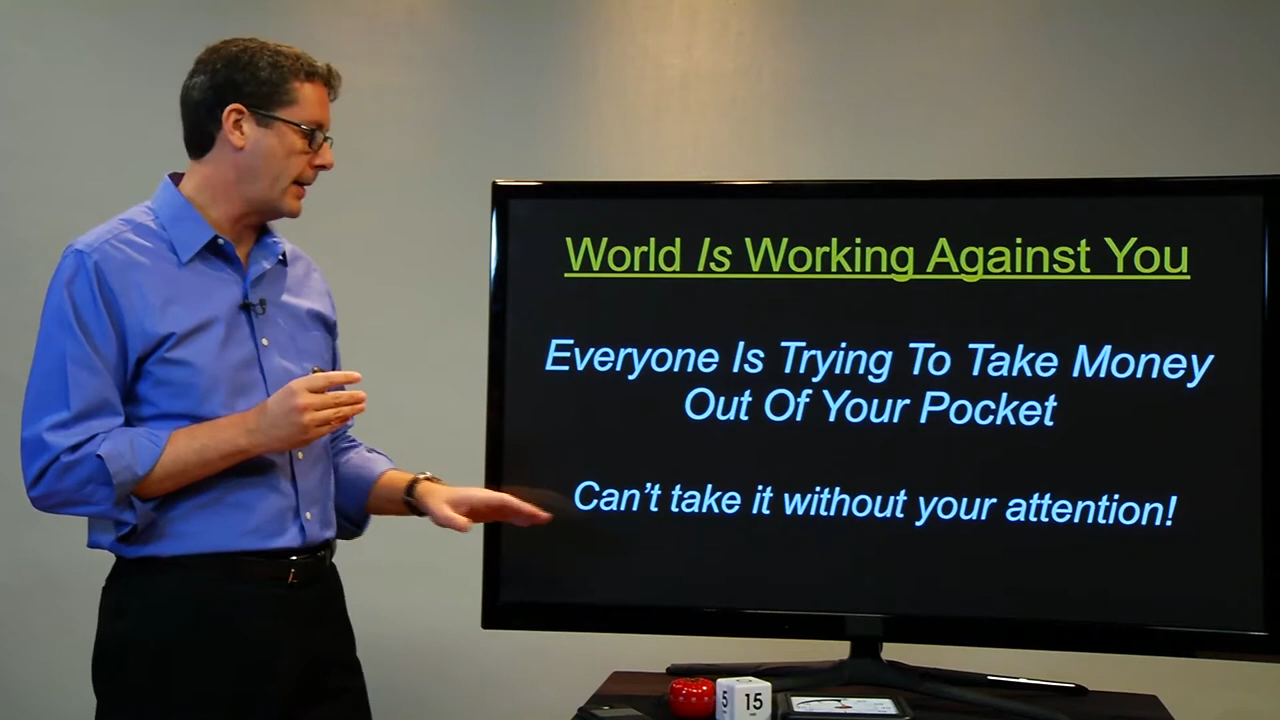 World Is Working Against You
Everyone Is Trying To Take Money
Out Of Your Pocket
Can't take it without your attention!
5
15